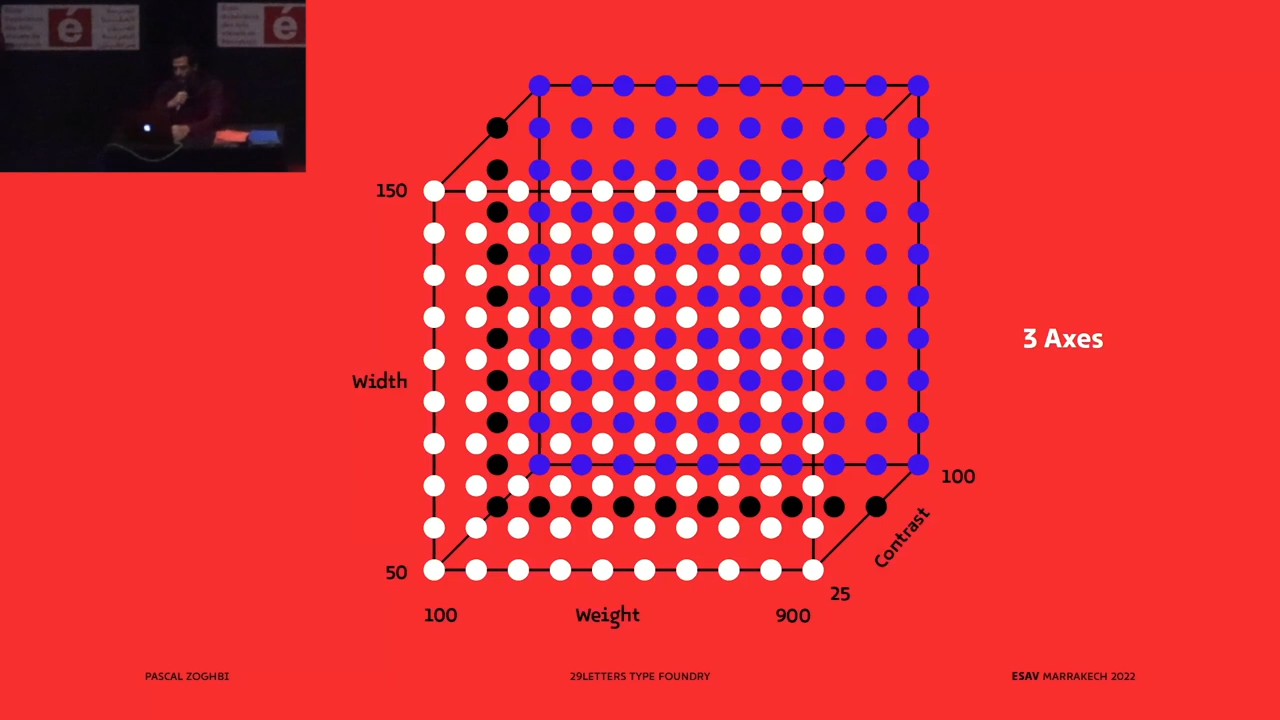 é
é
150
3 Axes
Width
100
Contrast
50
25
100 Weight 900
PASCAL ZOGHBI 29LETTERS TYPE FOUNDRY ESAV MARRAKECH 2022